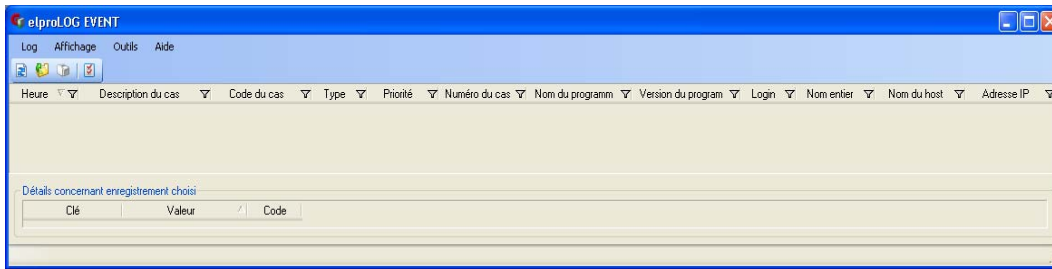 elproLOG EVENT
Log Affichage Outils Aide
Heure Description du cas Code du cas Type Priorité Numéro du cas Nom du programm Version du program Login Nom entier Nom du host Adresse IP
Détails concernant enregistrement choisi
Clé Valeur Code